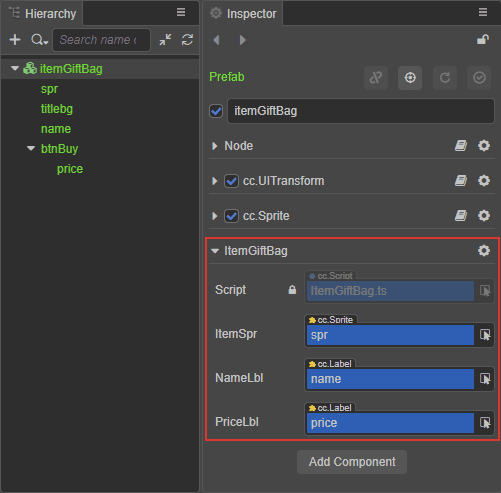 Hierarchy
Search name o
itemGiftBag
spr
titlebg
name
btnBuy
price
Inspector
Prefab
itemGiftBag
Node
cc.UITransform
cc.Sprite
ItemGiftBag
cc.Script
Script
ItemGiftBag.ts
cc.Sprite
ItemSpr
spr
cc.Label
NameLbl
name
cc.Label
PriceLbl
price
Add Component